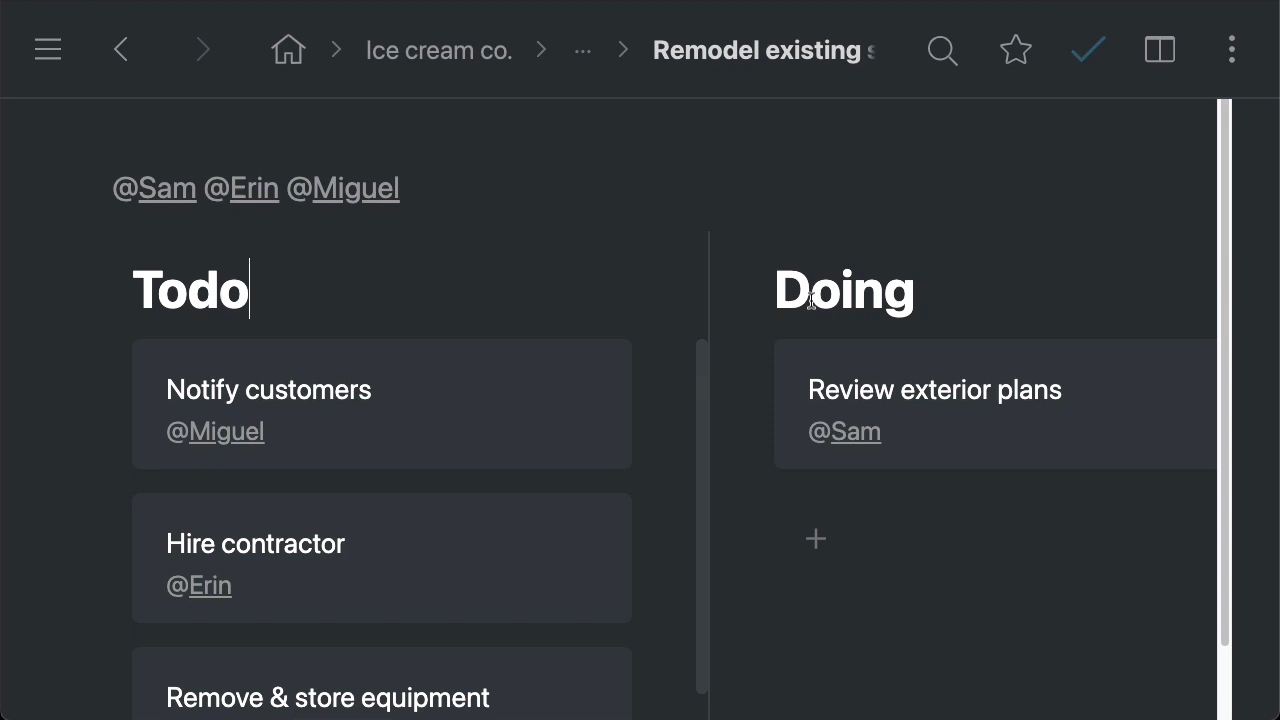 Ice cream co. ... Remodel existing
@Sam @Erin @Miguel
Todo
Notify customers
@Miguel
Hire contractor
@Erin
Remove & store equipment
Doing
Review exterior plans
@Sam